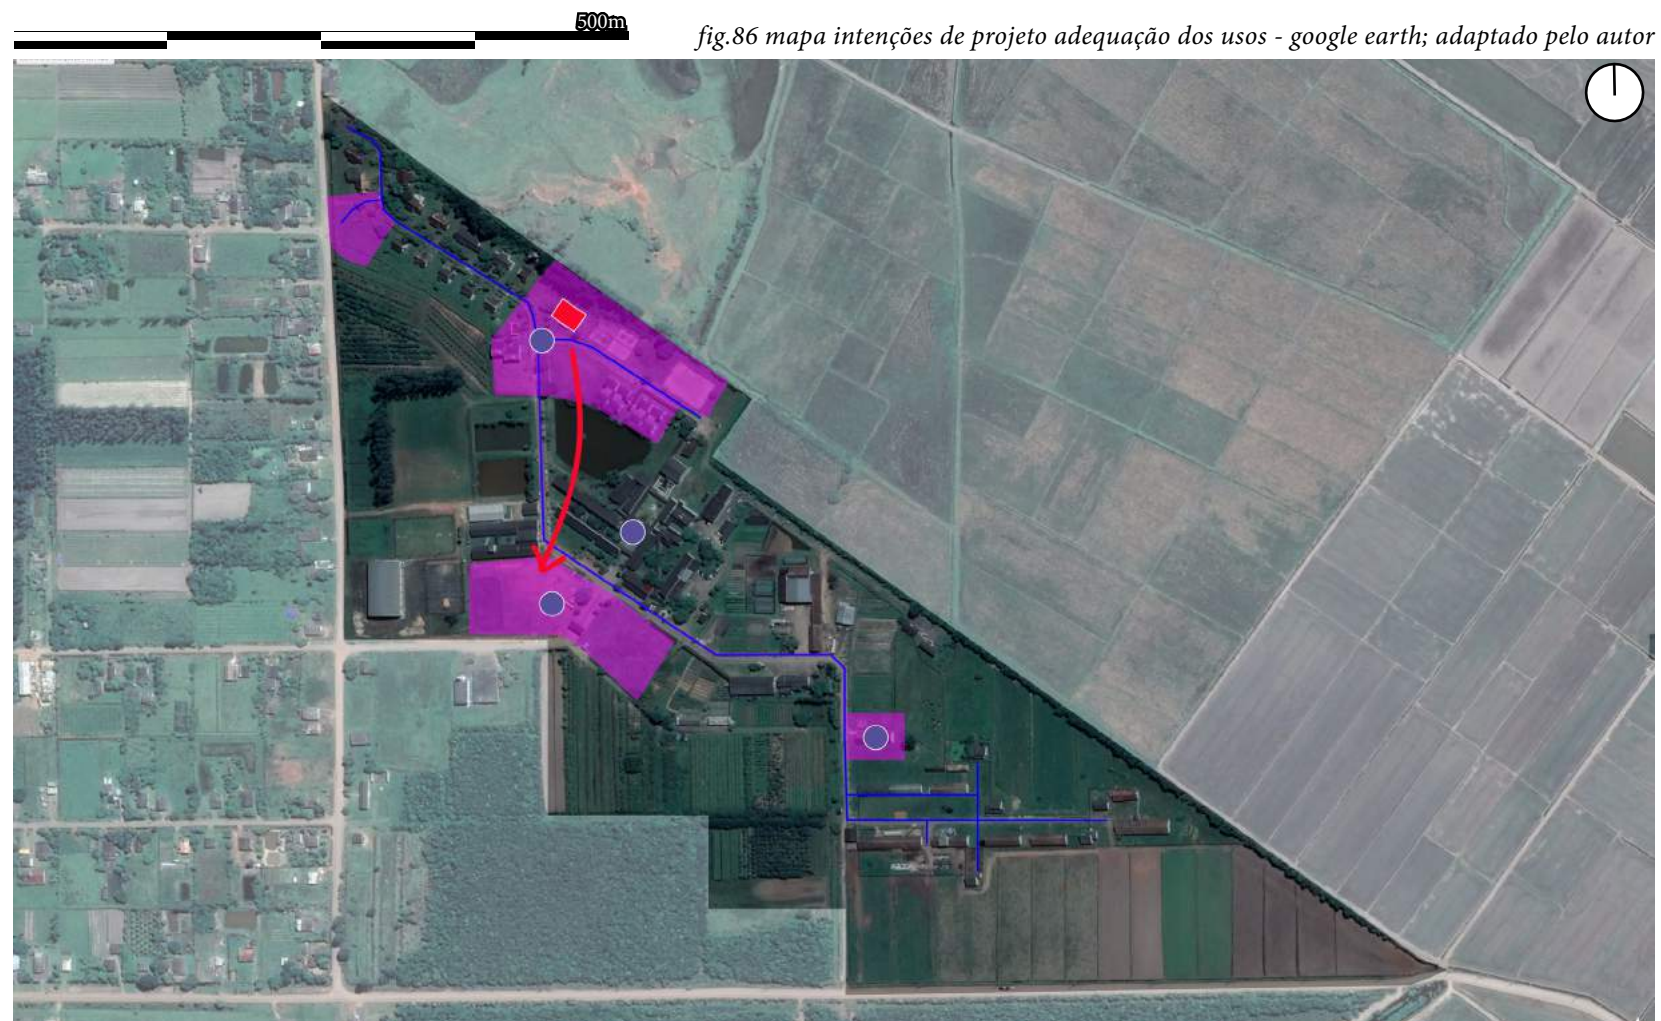 500m
fig.86 mapa intenções de projeto adequação dos usos - google earth; adaptado pelo autor